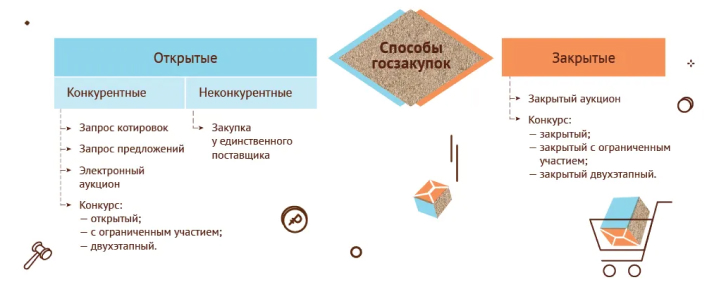 Способы
госзакупок
Открытые
Конкурентные
Неконкурентные
Запрос котировок
Запрос предложений
Электронный
аукцион
Конкурс:
— открытый;
— с ограниченным участием;
— двухэтапный.
Закупка
у единственного
поставщика
Закрытые
Закрытый аукцион
Конкурс:
— закрытый;
— закрытый с ограниченным
участием;
— закрытый двухэтапный.